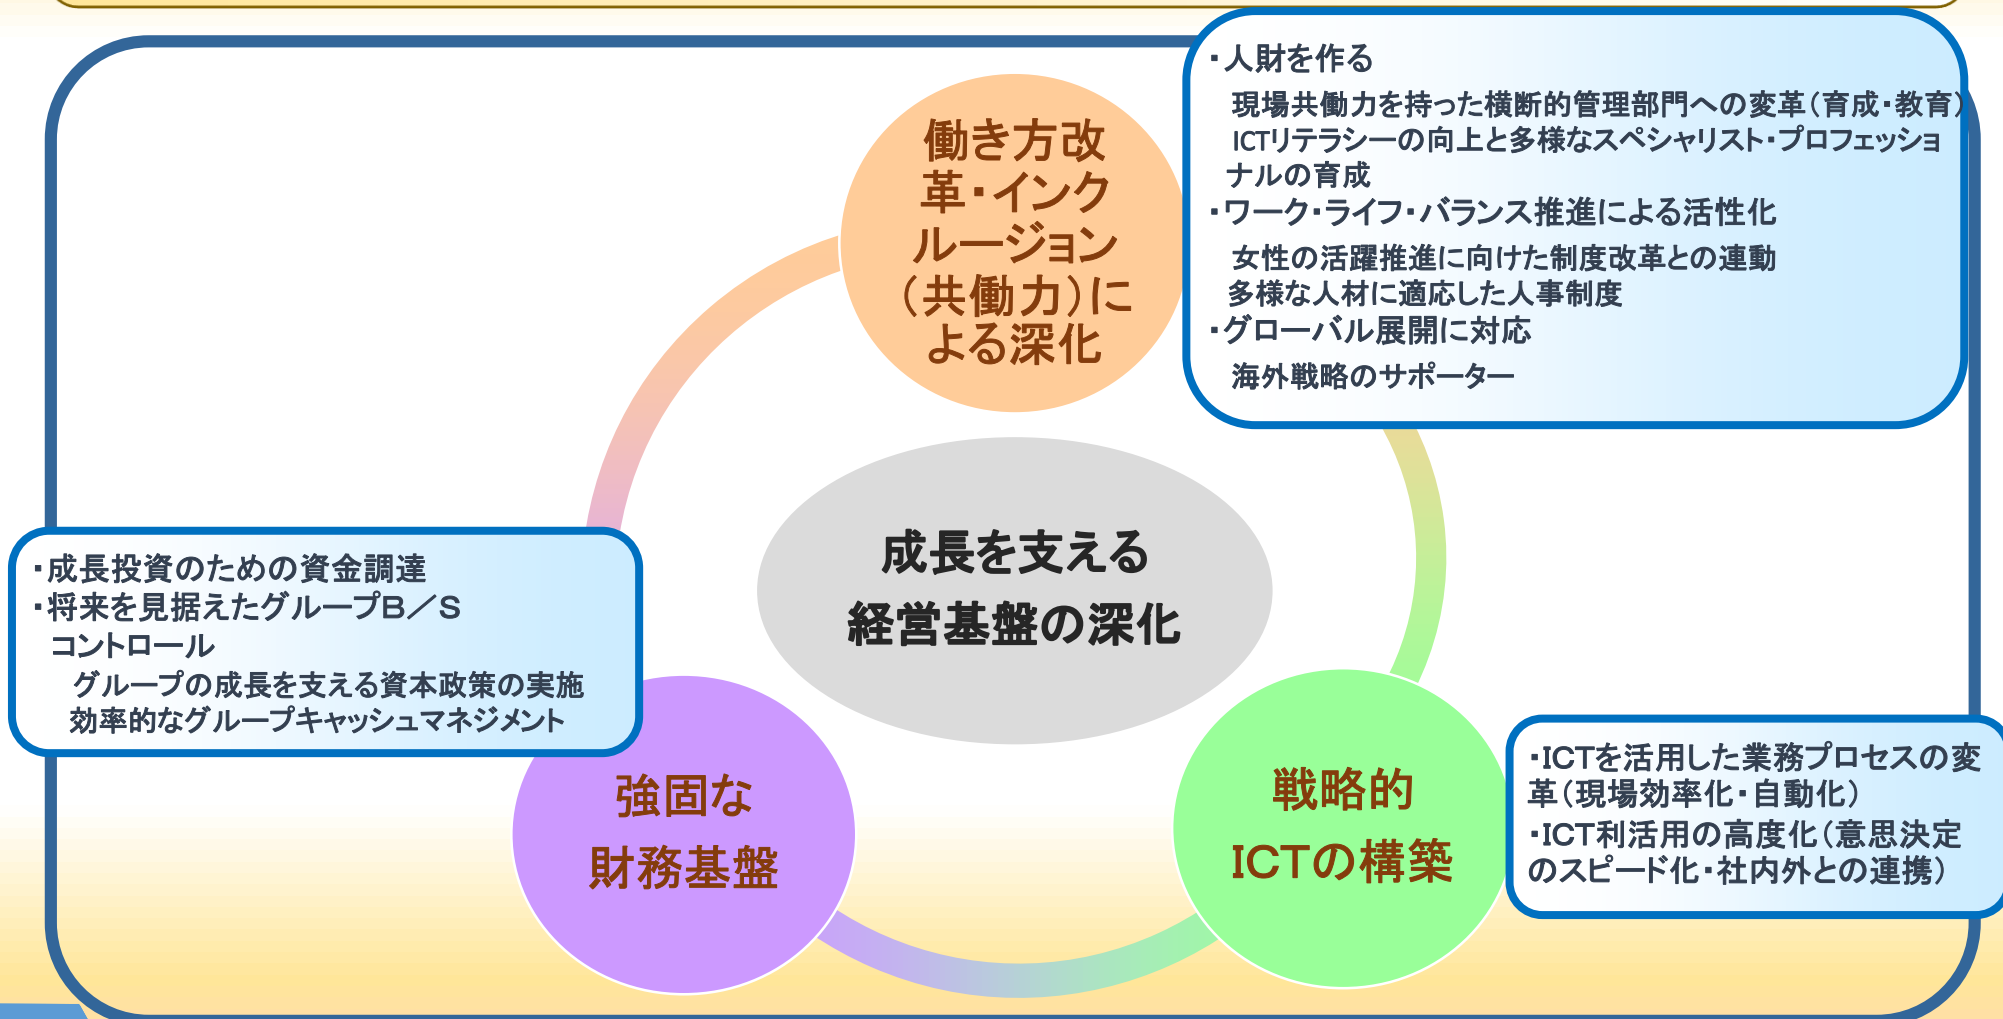 働き方改
革・インク
ルージョン
（共働力）に
よる深化
・人財を作る
現場共働力を持った横断的管理部門への変革（育成・教育）
ICTリテラシーの向上と多様なスペシャリスト・プロフェッショ
ナルの育成
・ワーク・ライフ・バランス推進による活性化
女性の活躍推進に向けた制度改革との連動
多様な人材に適応した人事制度
・グローバル展開に対応
海外戦略のサポーター
成長を支える
経営基盤の深化
・成長投資のための資金調達
・将来を見据えたグループB／S
コントロール
グループの成長を支える資本政策の実施
効率的なグループキャッシュマネジメント
強固な
財務基盤
戦略的
ICTの構築
・ICTを活用した業務プロセスの変
革（現場効率化・自動化）
・ICT利活用の高度化（意思決定
のスピード化・社内外との連携）